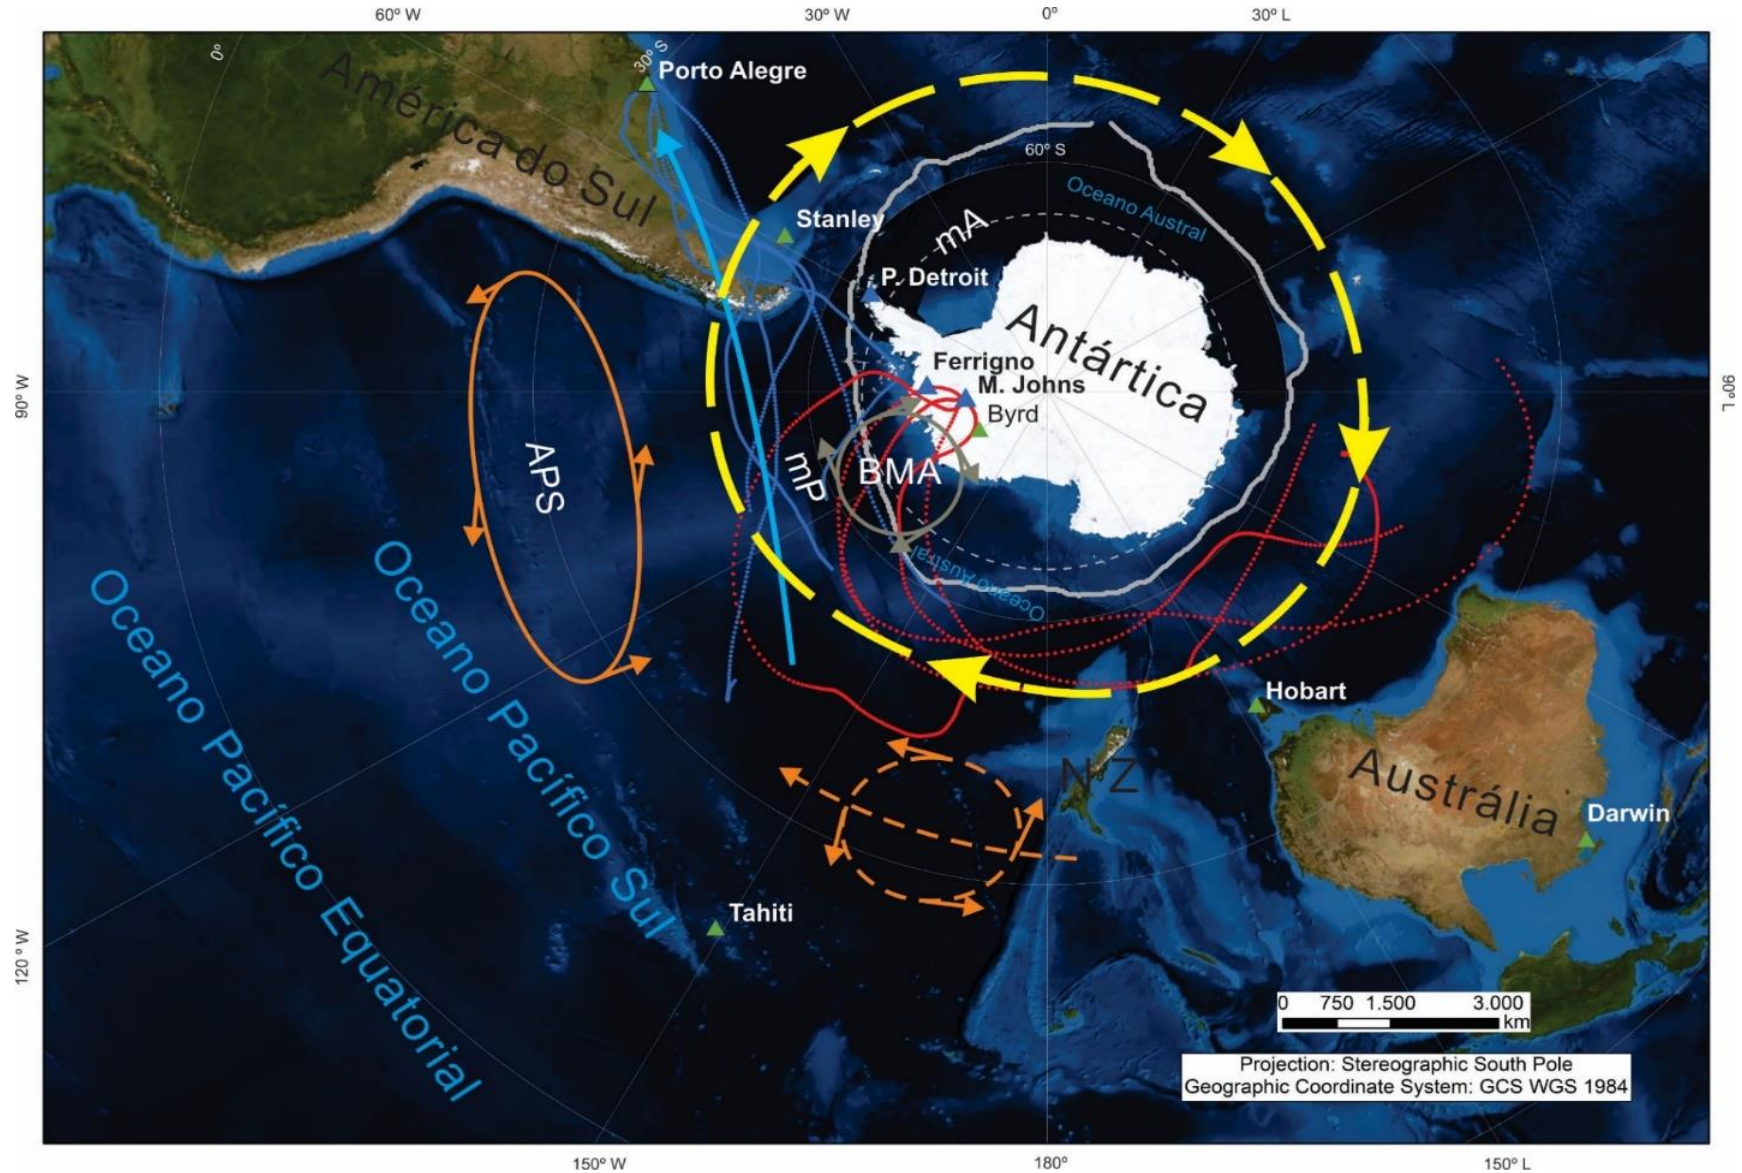 60º W
30º W
0º
30º L
0º
30º S
Porto Alegre
América do Sul
60º S
Oceano Austral
mA
Stanley
P. Detroit
Antártica
Ferrigno
M. Johns
Byrd
90º W
90º L
APS
mP
BMA
Oceano Austral
Oceano Pacífico Sul
Oceano Pacífico Equatorial
Hobart
N Z
Austrália
Darwin
Tahiti
120 º W
0 750 1.500 3.000
km
Projection: Stereographic South Pole
Geographic Coordinate System: GCS WGS 1984
150º W
180º
150º L